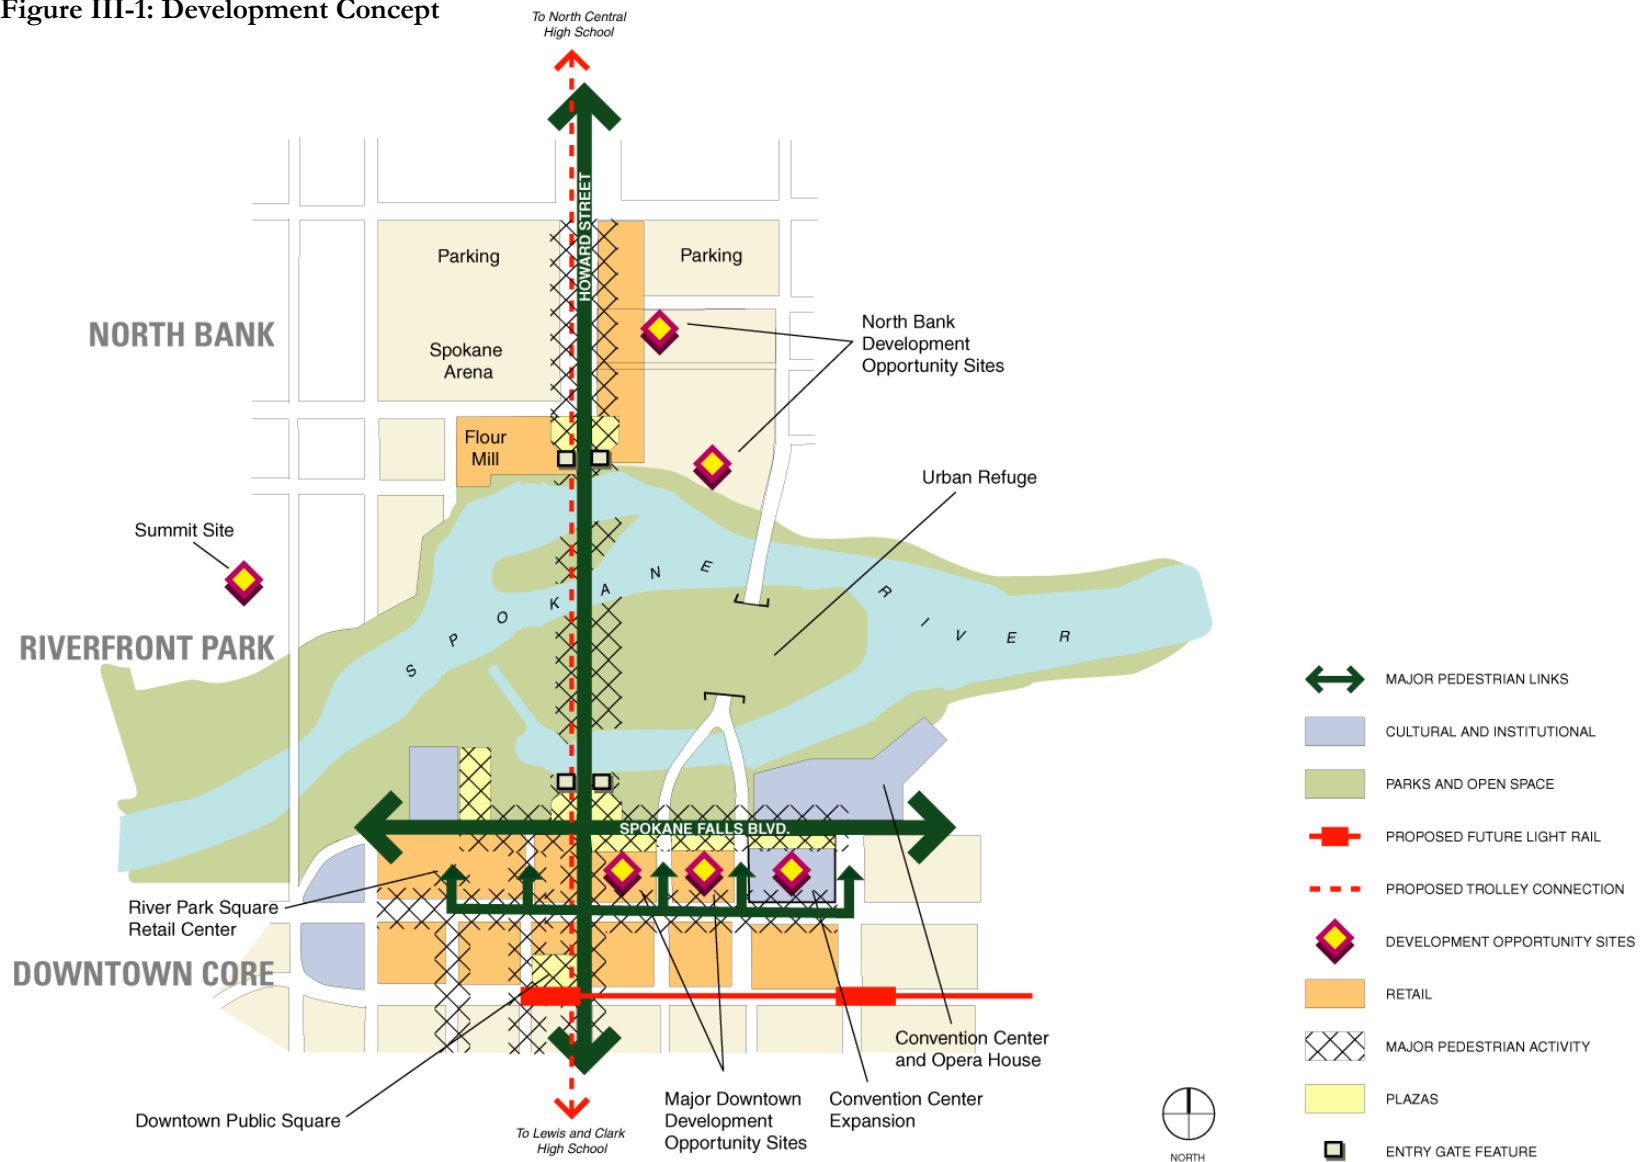 Figure III-1: Development Concept
To North Central
High School
HOWARD STREET
Parking
Parking
NORTH BANK
Spokane
Arena
North Bank
Development
Opportunity Sites
Flour
Mill
Urban Refuge
Summit Site
SPOKANE RIVER
RIVERFRONT PARK
MAJOR PEDESTRIAN LINKS
CULTURAL AND INSTITUTIONAL
PARKS AND OPEN SPACE
PROPOSED FUTURE LIGHT RAIL
PROPOSED TROLLEY CONNECTION
DEVELOPMENT OPPORTUNITY SITES
RETAIL
MAJOR PEDESTRIAN ACTIVITY
PLAZAS
ENTRY GATE FEATURE
SPOKANE FALLS BLVD.
River Park Square
Retail Center
DOWNTOWN CORE
Convention Center
and Opera House
Downtown Public Square
Major Downtown
Development
Opportunity Sites
Convention Center
Expansion
To Lewis and Clark
High School
NORTH